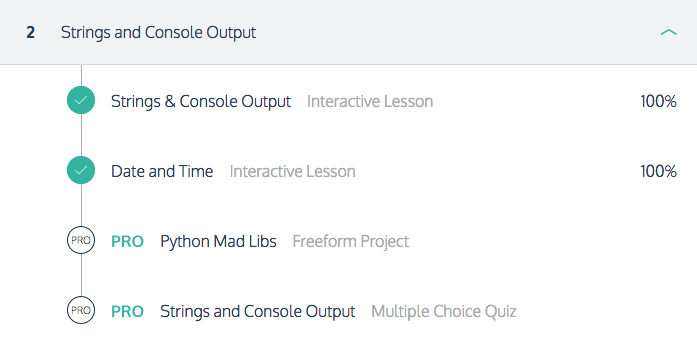 2 Strings and Console Output
Strings & Console Output Interactive Lesson 100%
Date and Time Interactive Lesson 100%
PRO PRO Python Mad Libs Freeform Project
PRO PRO Strings and Console Output Multiple Choice Quiz